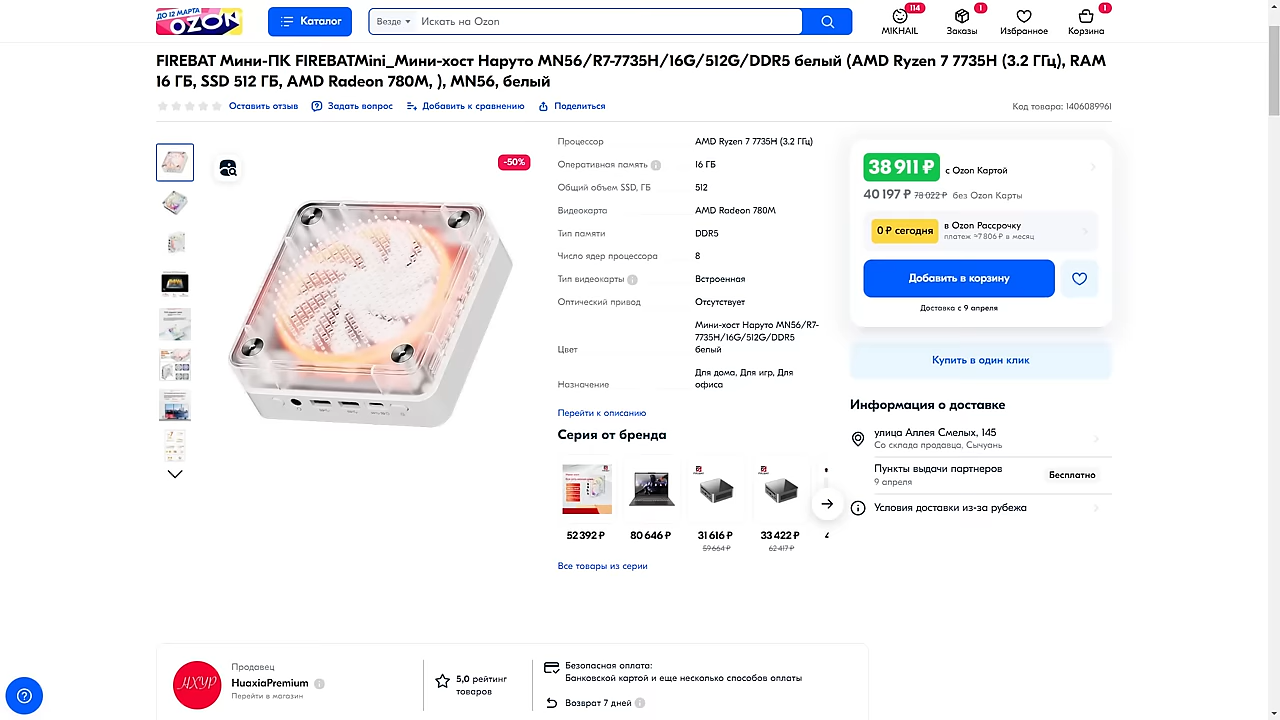 ДО 12 МАРТА
OZON
Каталог
Везде
Искать на Ozon
114
MIKHAIL
1
Заказы
Избранное
1
Корзина
FIREBAT Мини-ПК FIREBATMini_Мини-хост Наруто MN56/R7-7735H/16G/512G/DDR5 белый (AMD Ryzen 7 7735H (3.2 ГГц), RAM
16 ГБ, SSD 512 ГБ, AMD Radeon 780M, ), MN56, белый
Оставить отзыв
Задать вопрос
Добавить к сравнению
Поделиться
Код товара: 1406089961
-50%
Процессор
AMD Ryzen 7 7735H (3.2 ГГц)
Оперативная память
16 ГБ
Общий объем SSD, ГБ
512
Видеокарта
AMD Radeon 780M
Тип памяти
DDR5
Число ядер процессора
8
Тип видеокарты
Встроенная
Оптический привод
Отсутствует
Цвет
Мини-хост Наруто MN56/R7-
7735H/16G/512G/DDR5
белый
Назначение
Для дома, Для игр, Для
офиса
Перейти к описанию
Серия от бренда
52 392 ₽
80 646 ₽
31 616 ₽
59 664 ₽
33 422 ₽
62 417 ₽
Все товары из серии
38 911 ₽
с Ozon Картой
40 197 ₽ 78 022 ₽ без Ozon Карты
0 ₽ сегодня
в Ozon Рассрочку
платеж ≈7 806 ₽ в месяц
Добавить в корзину
Доставка с 9 апреля
Купить в один клик
Информация о доставке
улица Аллея Смелых, 145
Со склада продавца, Сычуань
Пункты выдачи партнеров
9 апреля
Бесплатно
Условия доставки из-за рубежа
НХУР
Продавец
HuaxiaPremium
Перейти в магазин
5,0 рейтинг
товаров
Безопасная оплата:
Банковской картой и еще несколько способов оплаты
Возврат 7 дней